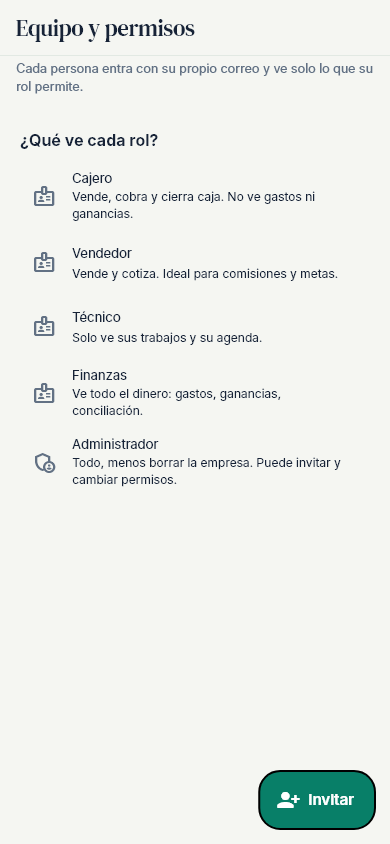 Equipo y permisos
Cada persona entra con su propio correo y ve solo lo que su
rol permite.
¿Qué ve cada rol?
Cajero
Vende, cobra y cierra caja. No ve gastos ni
ganancias.
Vendedor
Vende y cotiza. Ideal para comisiones y metas.
Técnico
Solo ve sus trabajos y su agenda.
Finanzas
Ve todo el dinero: gastos, ganancias,
conciliación.
Administrador
Todo, menos borrar la empresa. Puede invitar y
cambiar permisos.
Invitar